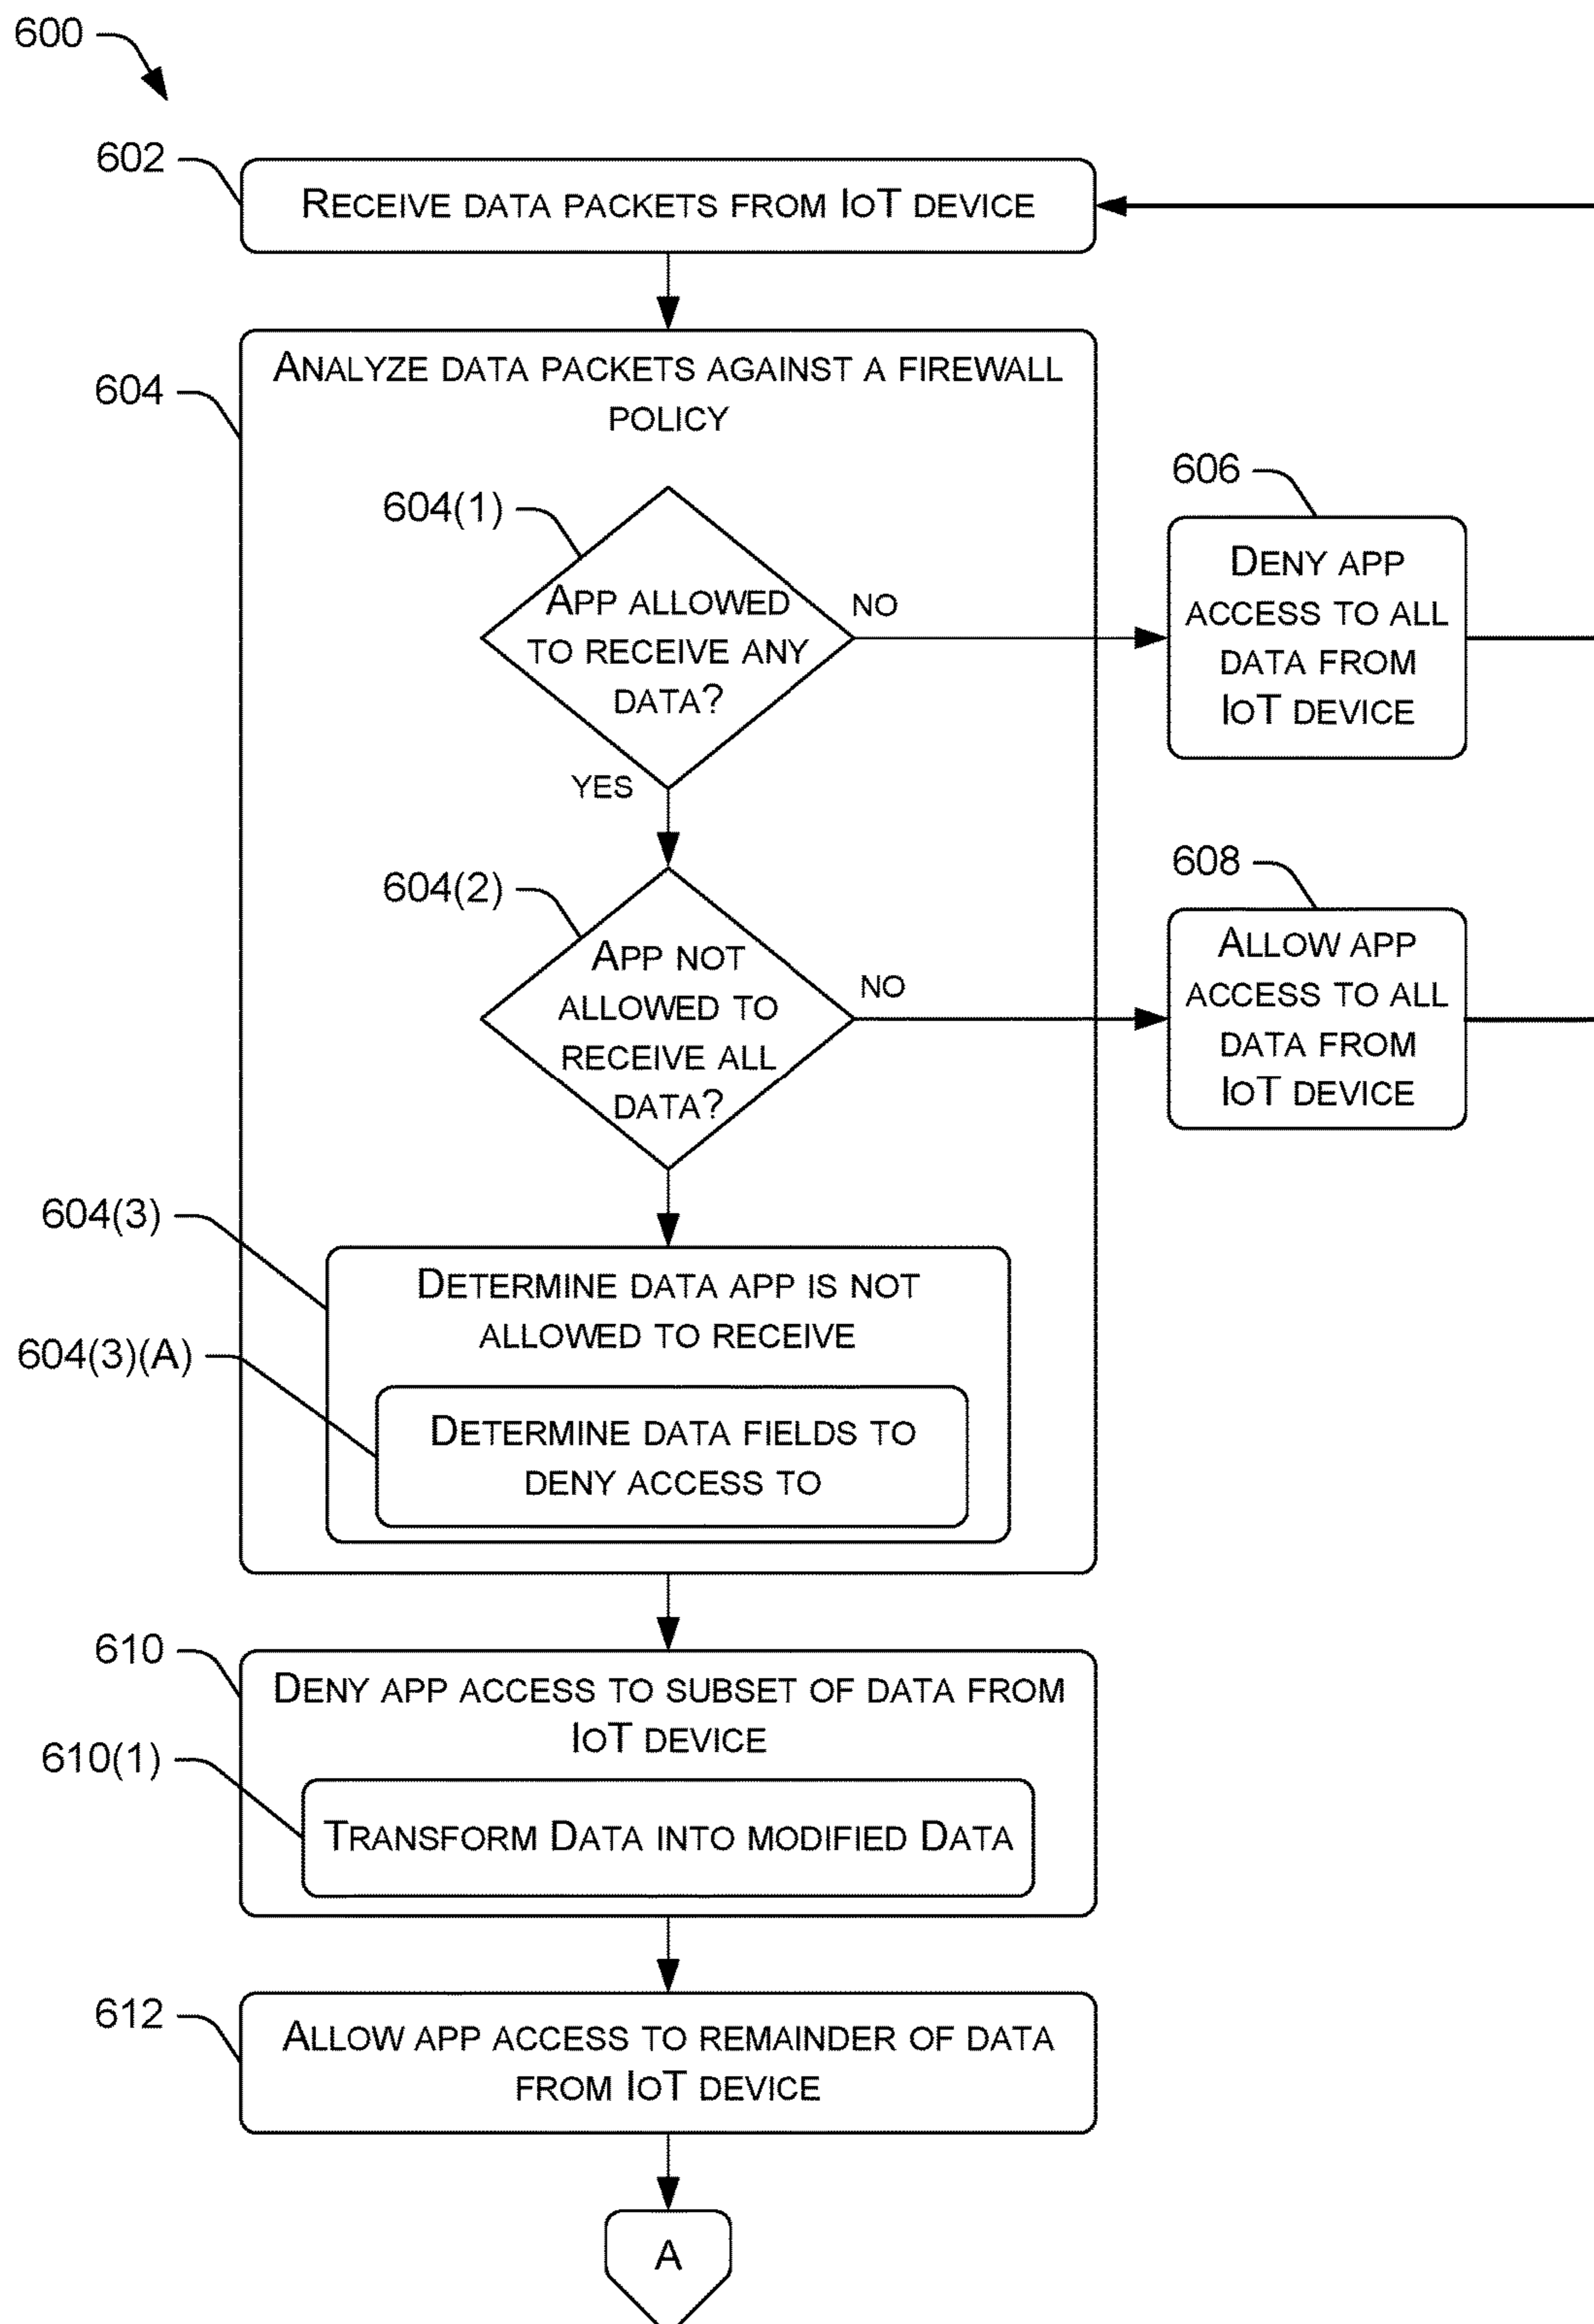 600
602
RECEIVE DATA PACKETS FROM IOT DEVICE
604
ANALYZE DATA PACKETS AGAINST A FIREWALL
POLICY
604(1)
APP ALLOWED
TO RECEIVE ANY
DATA?
NO
YES
606
DENY APP
ACCESS TO ALL
DATA FROM
IOT DEVICE
604(2)
APP NOT
ALLOWED TO
RECEIVE ALL
DATA?
NO
608
ALLOW APP
ACCESS TO ALL
DATA FROM
IOT DEVICE
604(3)
DETERMINE DATA APP IS NOT
ALLOWED TO RECEIVE
604(3)(A)
DETERMINE DATA FIELDS TO
DENY ACCESS TO
610
DENY APP ACCESS TO SUBSET OF DATA FROM
IOT DEVICE
610(1)
TRANSFORM DATA INTO MODIFIED DATA
612
ALLOW APP ACCESS TO REMAINDER OF DATA
FROM IOT DEVICE
A